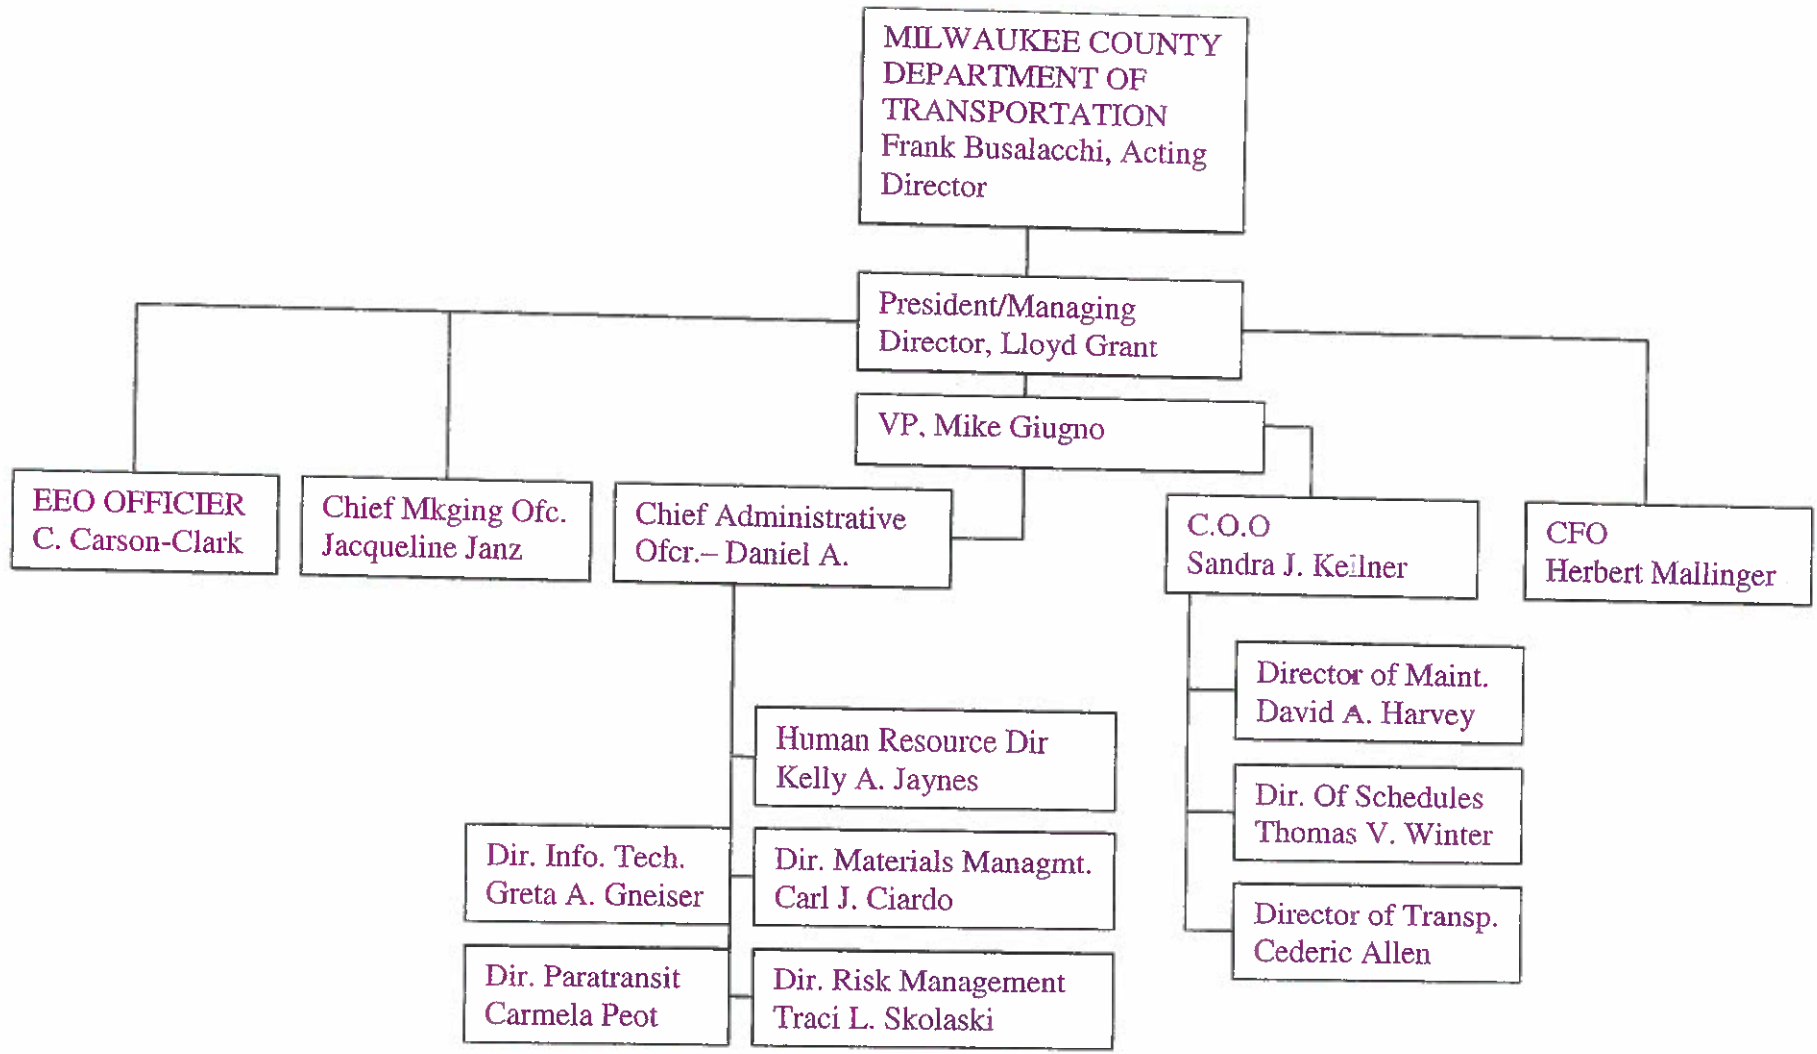 MILWAUKEE COUNTY
DEPARTMENT OF
TRANSPORTATION
Frank Busalacchi, Acting
Director
President/Managing
Director, Lloyd Grant
VP, Mike Giugno
EEO OFFICIER
C. Carson-Clark
Chief Mkging Ofc.
Jacqueline Janz
Chief Administrative
Ofcr.– Daniel A.
C.O.O
Sandra J. Kellner
CFO
Herbert Mallinger
Human Resource Dir
Kelly A. Jaynes
Dir. Info. Tech.
Greta A. Gneiser
Dir. Materials Managmt.
Carl J. Ciardo
Dir. Paratransit
Carmela Peot
Dir. Risk Management
Traci L. Skolaski
Director of Maint.
David A. Harvey
Dir. Of Schedules
Thomas V. Winter
Director of Transp.
Cederic Allen